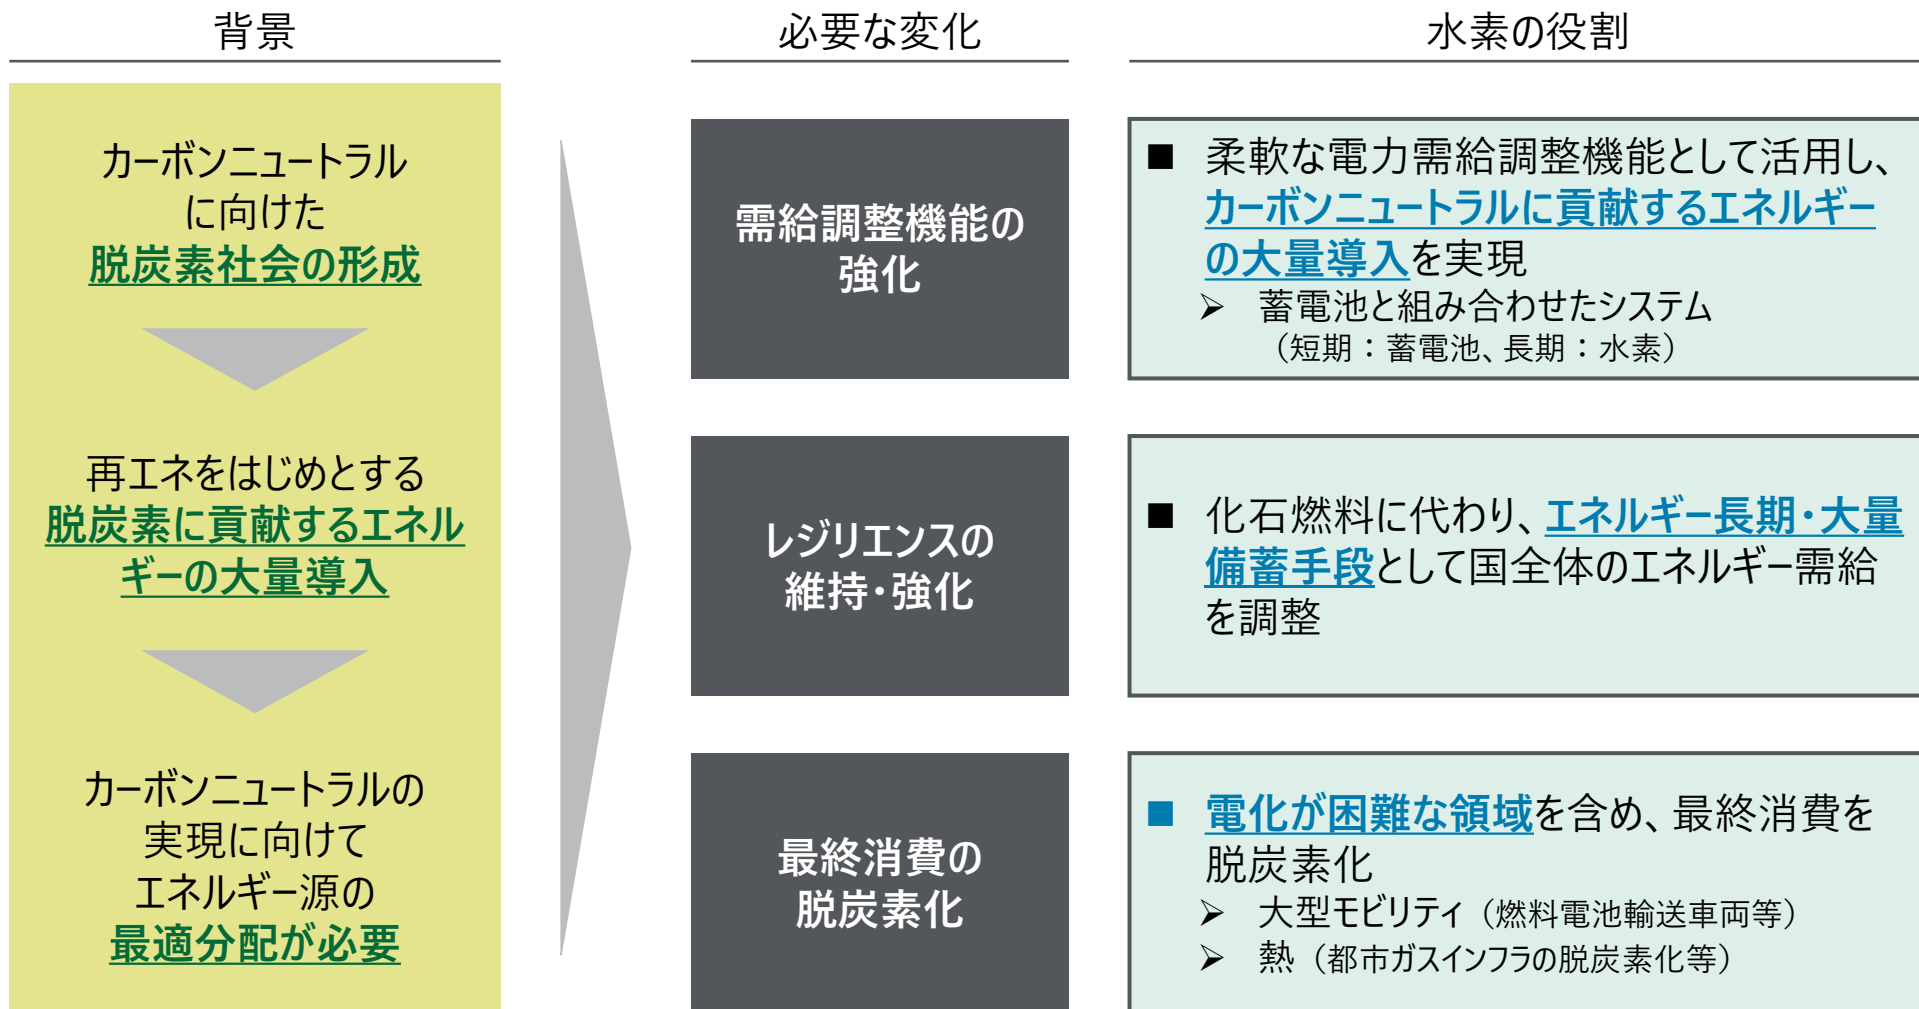 背景
必要な変化
水素の役割
カーボンニュートラル
に向けた
脱炭素社会の形成
再エネをはじめとする
脱炭素に貢献するエネル
ギーの大量導入
カーボンニュートラルの
実現に向けて
エネルギー源の
最適分配が必要
需給調整機能の
強化
■ 柔軟な電力需給調整機能として活用し、
カーボンニュートラルに貢献するエネルギー
の大量導入を実現
➢ 蓄電池と組み合わせたシステム
（短期：蓄電池、長期：水素）
レジリエンスの
維持・強化
■ 化石燃料に代わり、エネルギー長期・大量
備蓄手段として国全体のエネルギー需給
を調整
最終消費の
脱炭素化
■ 電化が困難な領域を含め、最終消費を
脱炭素化
➢ 大型モビリティ（燃料電池輸送車両等）
➢ 熱（都市ガスインフラの脱炭素化等）